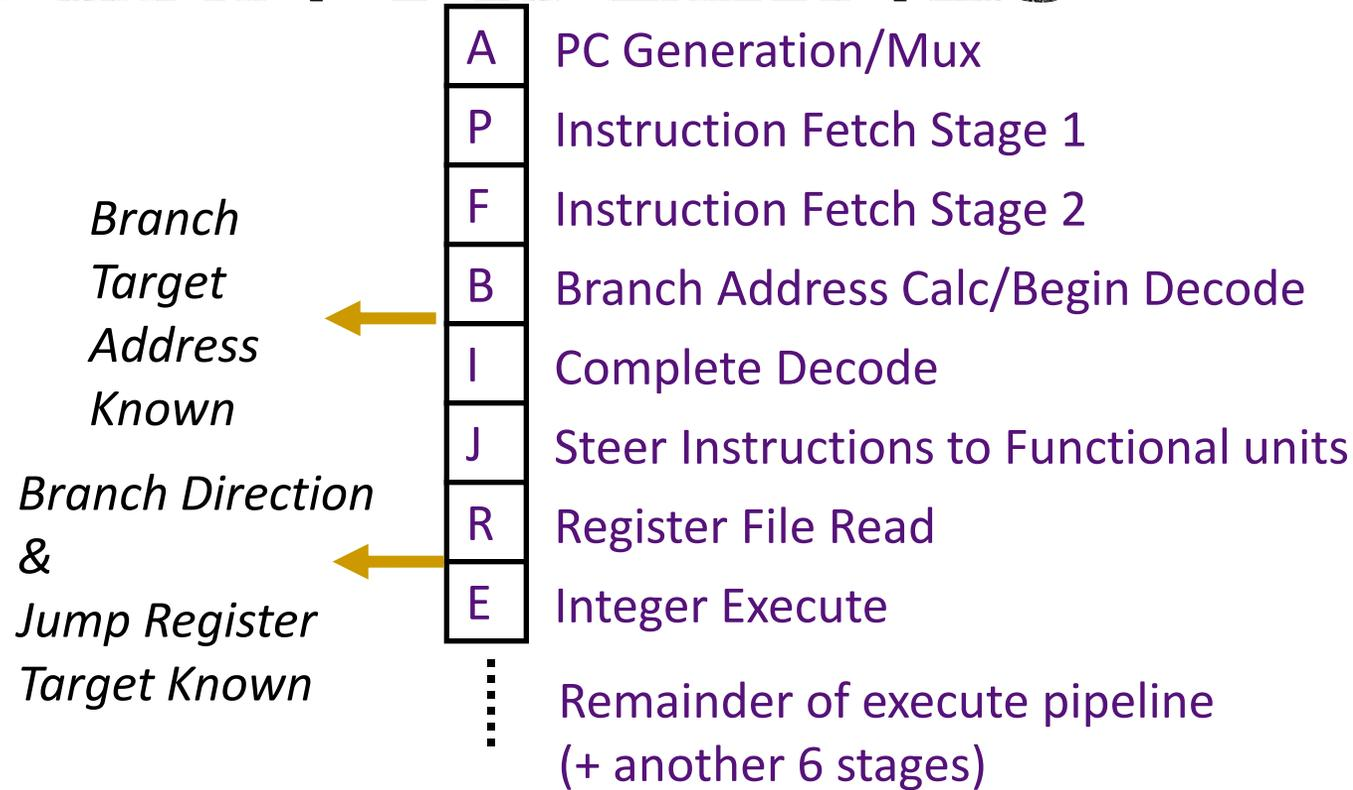 A PC Generation/Mux
P Instruction Fetch Stage 1
F Instruction Fetch Stage 2
B Branch Address Calc/Begin Decode
I Complete Decode
J Steer Instructions to Functional units
R Register File Read
E Integer Execute
Remainder of execute pipeline
(+ another 6 stages)
Branch
Target
Address
Known
Branch Direction
&
Jump Register
Target Known